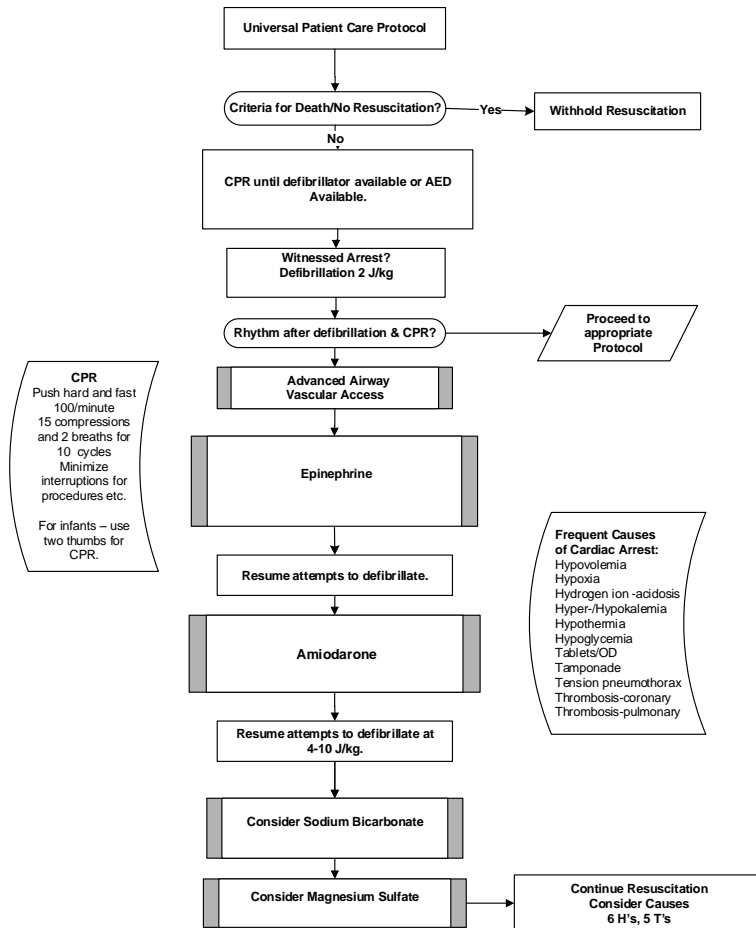 Universal Patient Care Protocol
Criteria for Death/No Resuscitation?
Yes
Withhold Resuscitation
No
CPR until defibrillator available or AED
Available.
Witnessed Arrest?
Defibrillation 2 J/kg
Rhythm after defibrillation & CPR?
Proceed to
appropriate
Protocol
Advanced Airway
Vascular Access
CPR
Push hard and fast
100/minute
15 compressions
and 2 breaths for
10 cycles
Minimize
interruptions for
procedures etc.
For infants – use
two thumbs for
CPR.
Epinephrine
Resume attempts to defibrillate.
Frequent Causes
of Cardiac Arrest:
Hypovolemia
Hypoxia
Hydrogen ion -acidosis
Hyper-/Hypokalemia
Hypothermia
Hypoglycemia
Tablets/OD
Tamponade
Tension pneumothorax
Thrombosis-coronary
Thrombosis-pulmonary
Amiodarone
Resume attempts to defibrillate at
4-10 J/kg.
Consider Sodium Bicarbonate
Consider Magnesium Sulfate
Continue Resuscitation
Consider Causes
6 H's, 5 T's